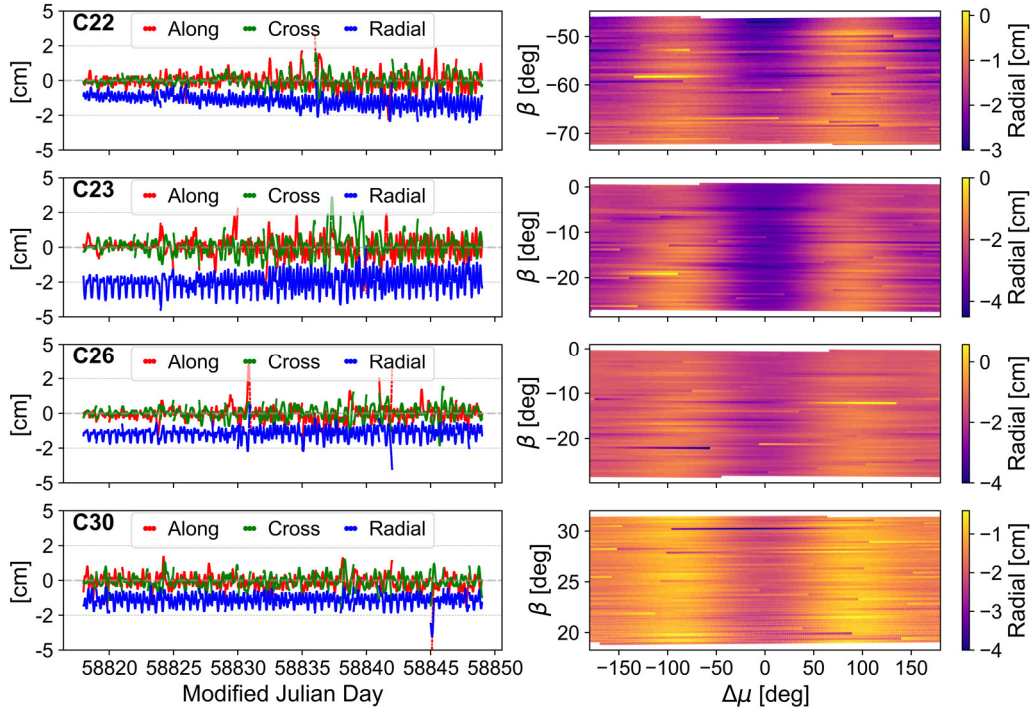 C22 Along Cross Radial
[cm]
5
2
0
-2
-5
β [deg]
-50
-60
-70
Radial [cm]
0
-1
-2
-3
C23 Along Cross Radial
[cm]
5
2
0
-2
-5
β [deg]
0
-10
-20
Radial [cm]
0
-2
-4
C26 Along Cross Radial
[cm]
5
2
0
-2
-5
β [deg]
0
-10
-20
Radial [cm]
0
-2
-4
C30 Along Cross Radial
[cm]
5
2
0
-2
-5
58820 58825 58830 58835 58840 58845 58850
Modified Julian Day
β [deg]
30
25
20
-150 -100 -50 0 50 100 150
Δμ [deg]
Radial [cm]
-1
-2
-3
-4